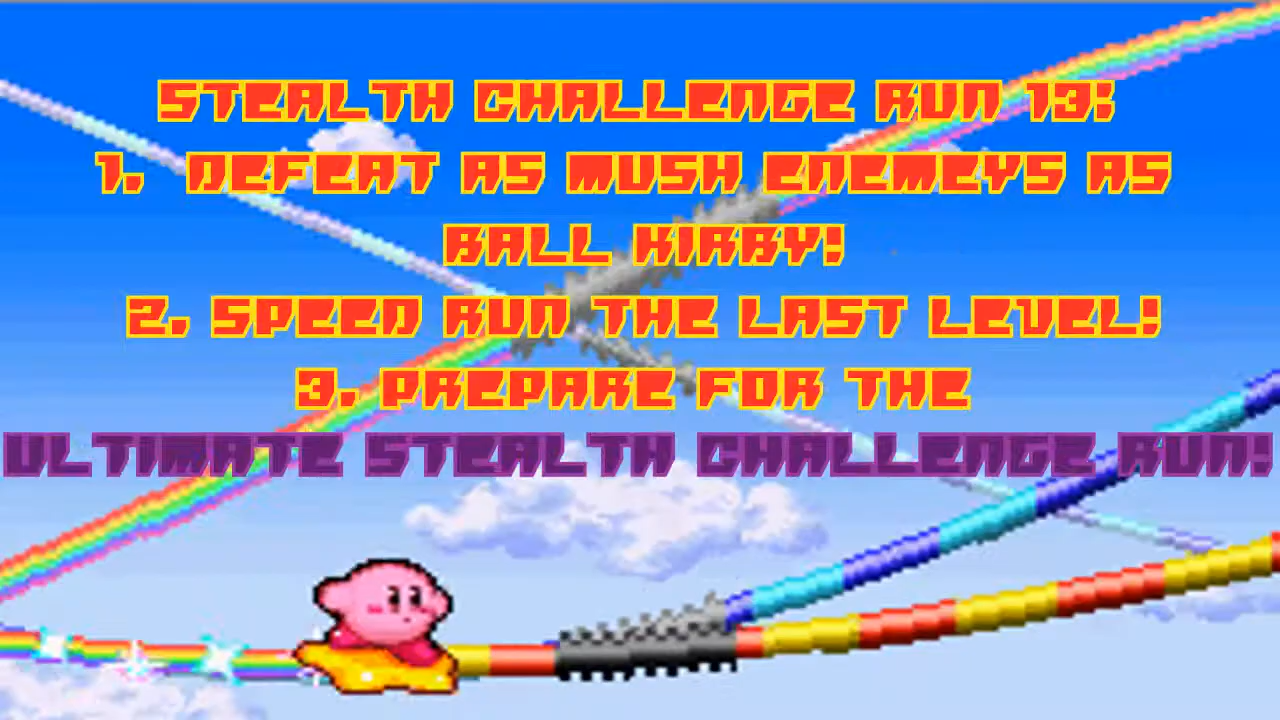 STEALTH CHALLENGE RUN 13:
1. DEFEAT AS MUSH ENEMEYS AS
BALL KIRBY!
2. SPEED RUN THE LAST LEVEL!
3. PREPARE FOR THE
ULTIMATE STEALTH CHALLENGE RUN!